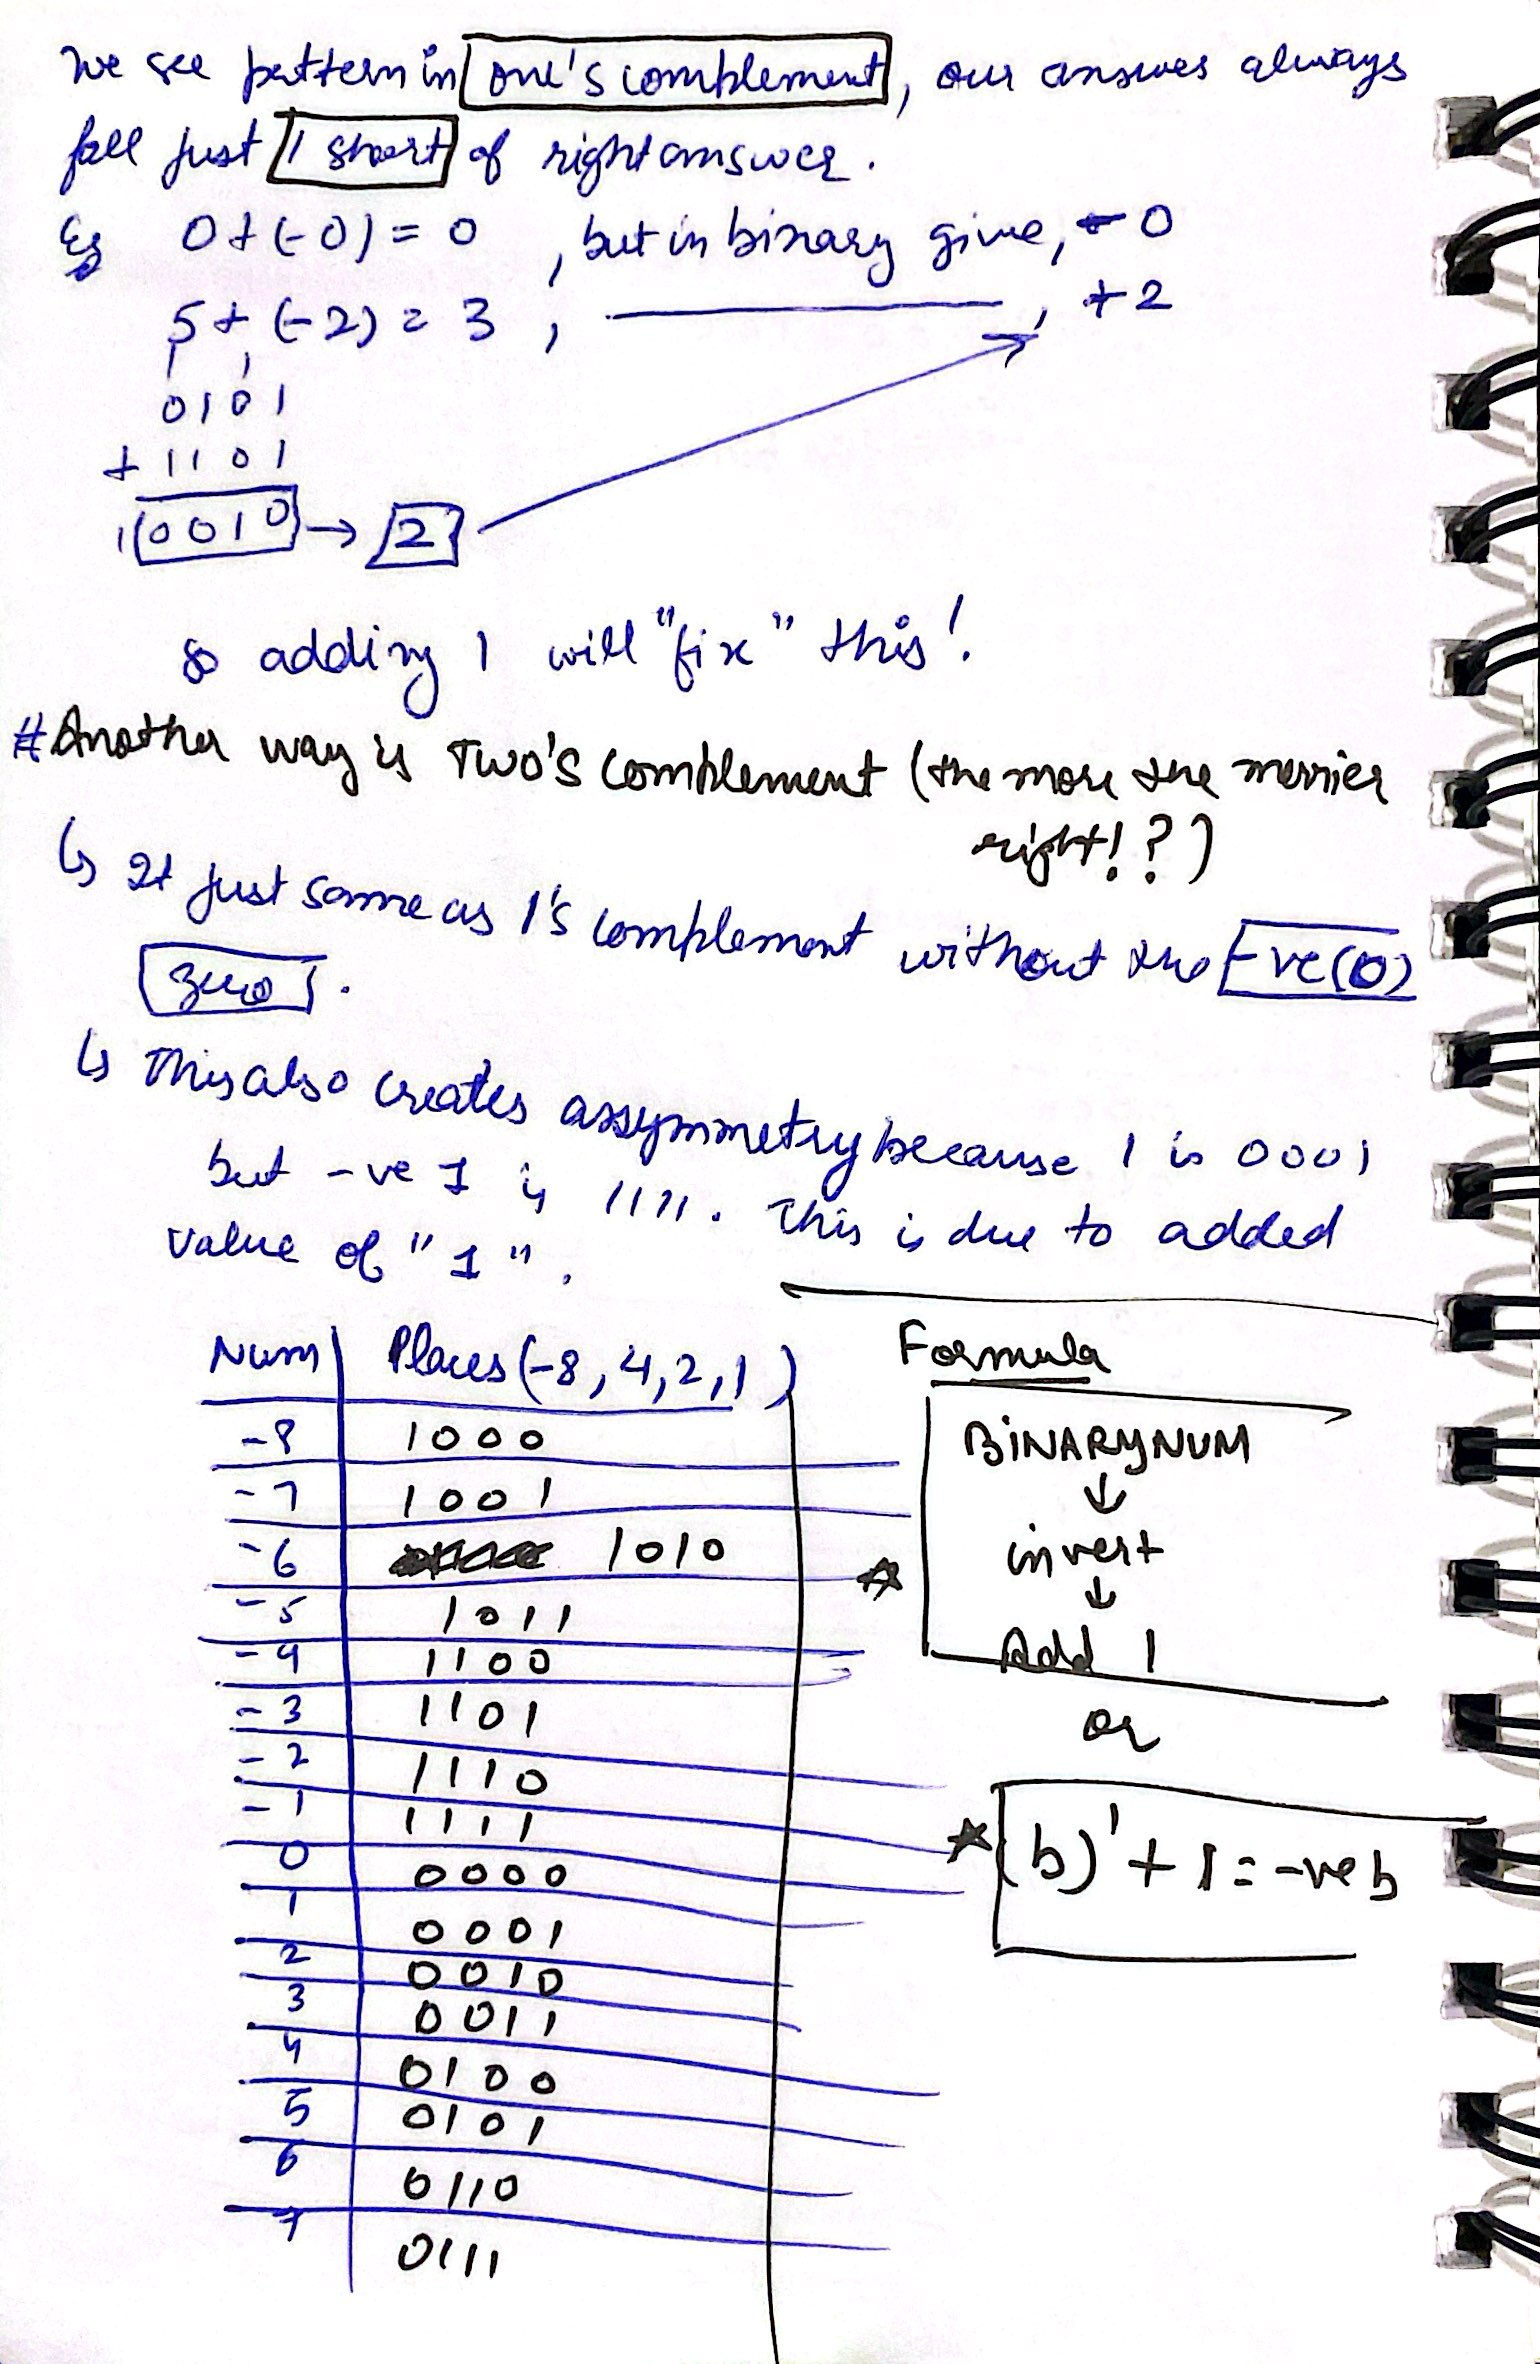 We see pattern in one's complement, our answer always
fall just 1 short of right answer.
Eg 0 + (-0) = 0 , but in binary give, -0
5 + (-2) = 3 , ———— , +2
0101
+ 1101
1 0010 → 2
so adding 1 will "fix" this!
# Another way is Two's complement (the more the merrier
right!?)
↳ It just same as 1's complement without the -ve(0)
zero.
↳ This also creates assymmetry because 1 is 0001
but -ve 1 is 1111. This is due to added
value of "1".
Num Places (-8, 4, 2, 1)
-8 1000
-7 1001
-6 1010
-5 1011
-4 1100
-3 1101
-2 1110
-1 1111
0 0000
1 0001
2 0010
3 0011
4 0100
5 0101
6 0110
7 0111
Formula
BINARY NUM
↓
invert
↓
Add 1
or
(b)' + 1 = -ve b